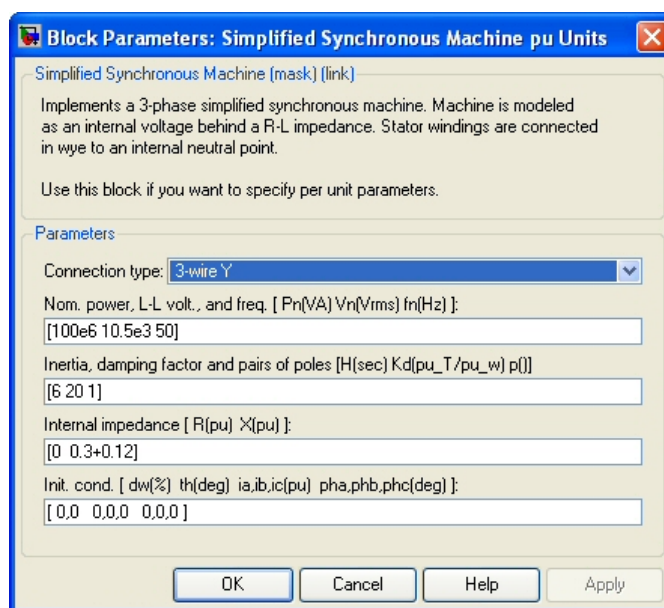 Block Parameters: Simplified Synchronous Machine pu Units
Simplified Synchronous Machine (mask) (link)
Implements a 3-phase simplified synchronous machine. Machine is modeled
as an internal voltage behind a R-L impedance. Stator windings are connected
in wye to an internal neutral point.
Use this block if you want to specify per unit parameters.
Parameters
Connection type: 3-wire Y
Nom. power, L-L volt., and freq. [ Pn(VA) Vn(Vrms) fn(Hz) ]:
[100e6 10.5e3 50]
Inertia, damping factor and pairs of poles [H(sec) Kd(pu_T/pu_w) p()]
[6 20 1]
Internal impedance [ R(pu) X(pu) ]:
[0 0.3+0.12]
Init. cond. [ dw(%) th(deg) ia,ib,ic(pu) pha,phb,phc(deg) ]:
[ 0,0 0,0,0 0,0,0 ]
OK Cancel Help Apply